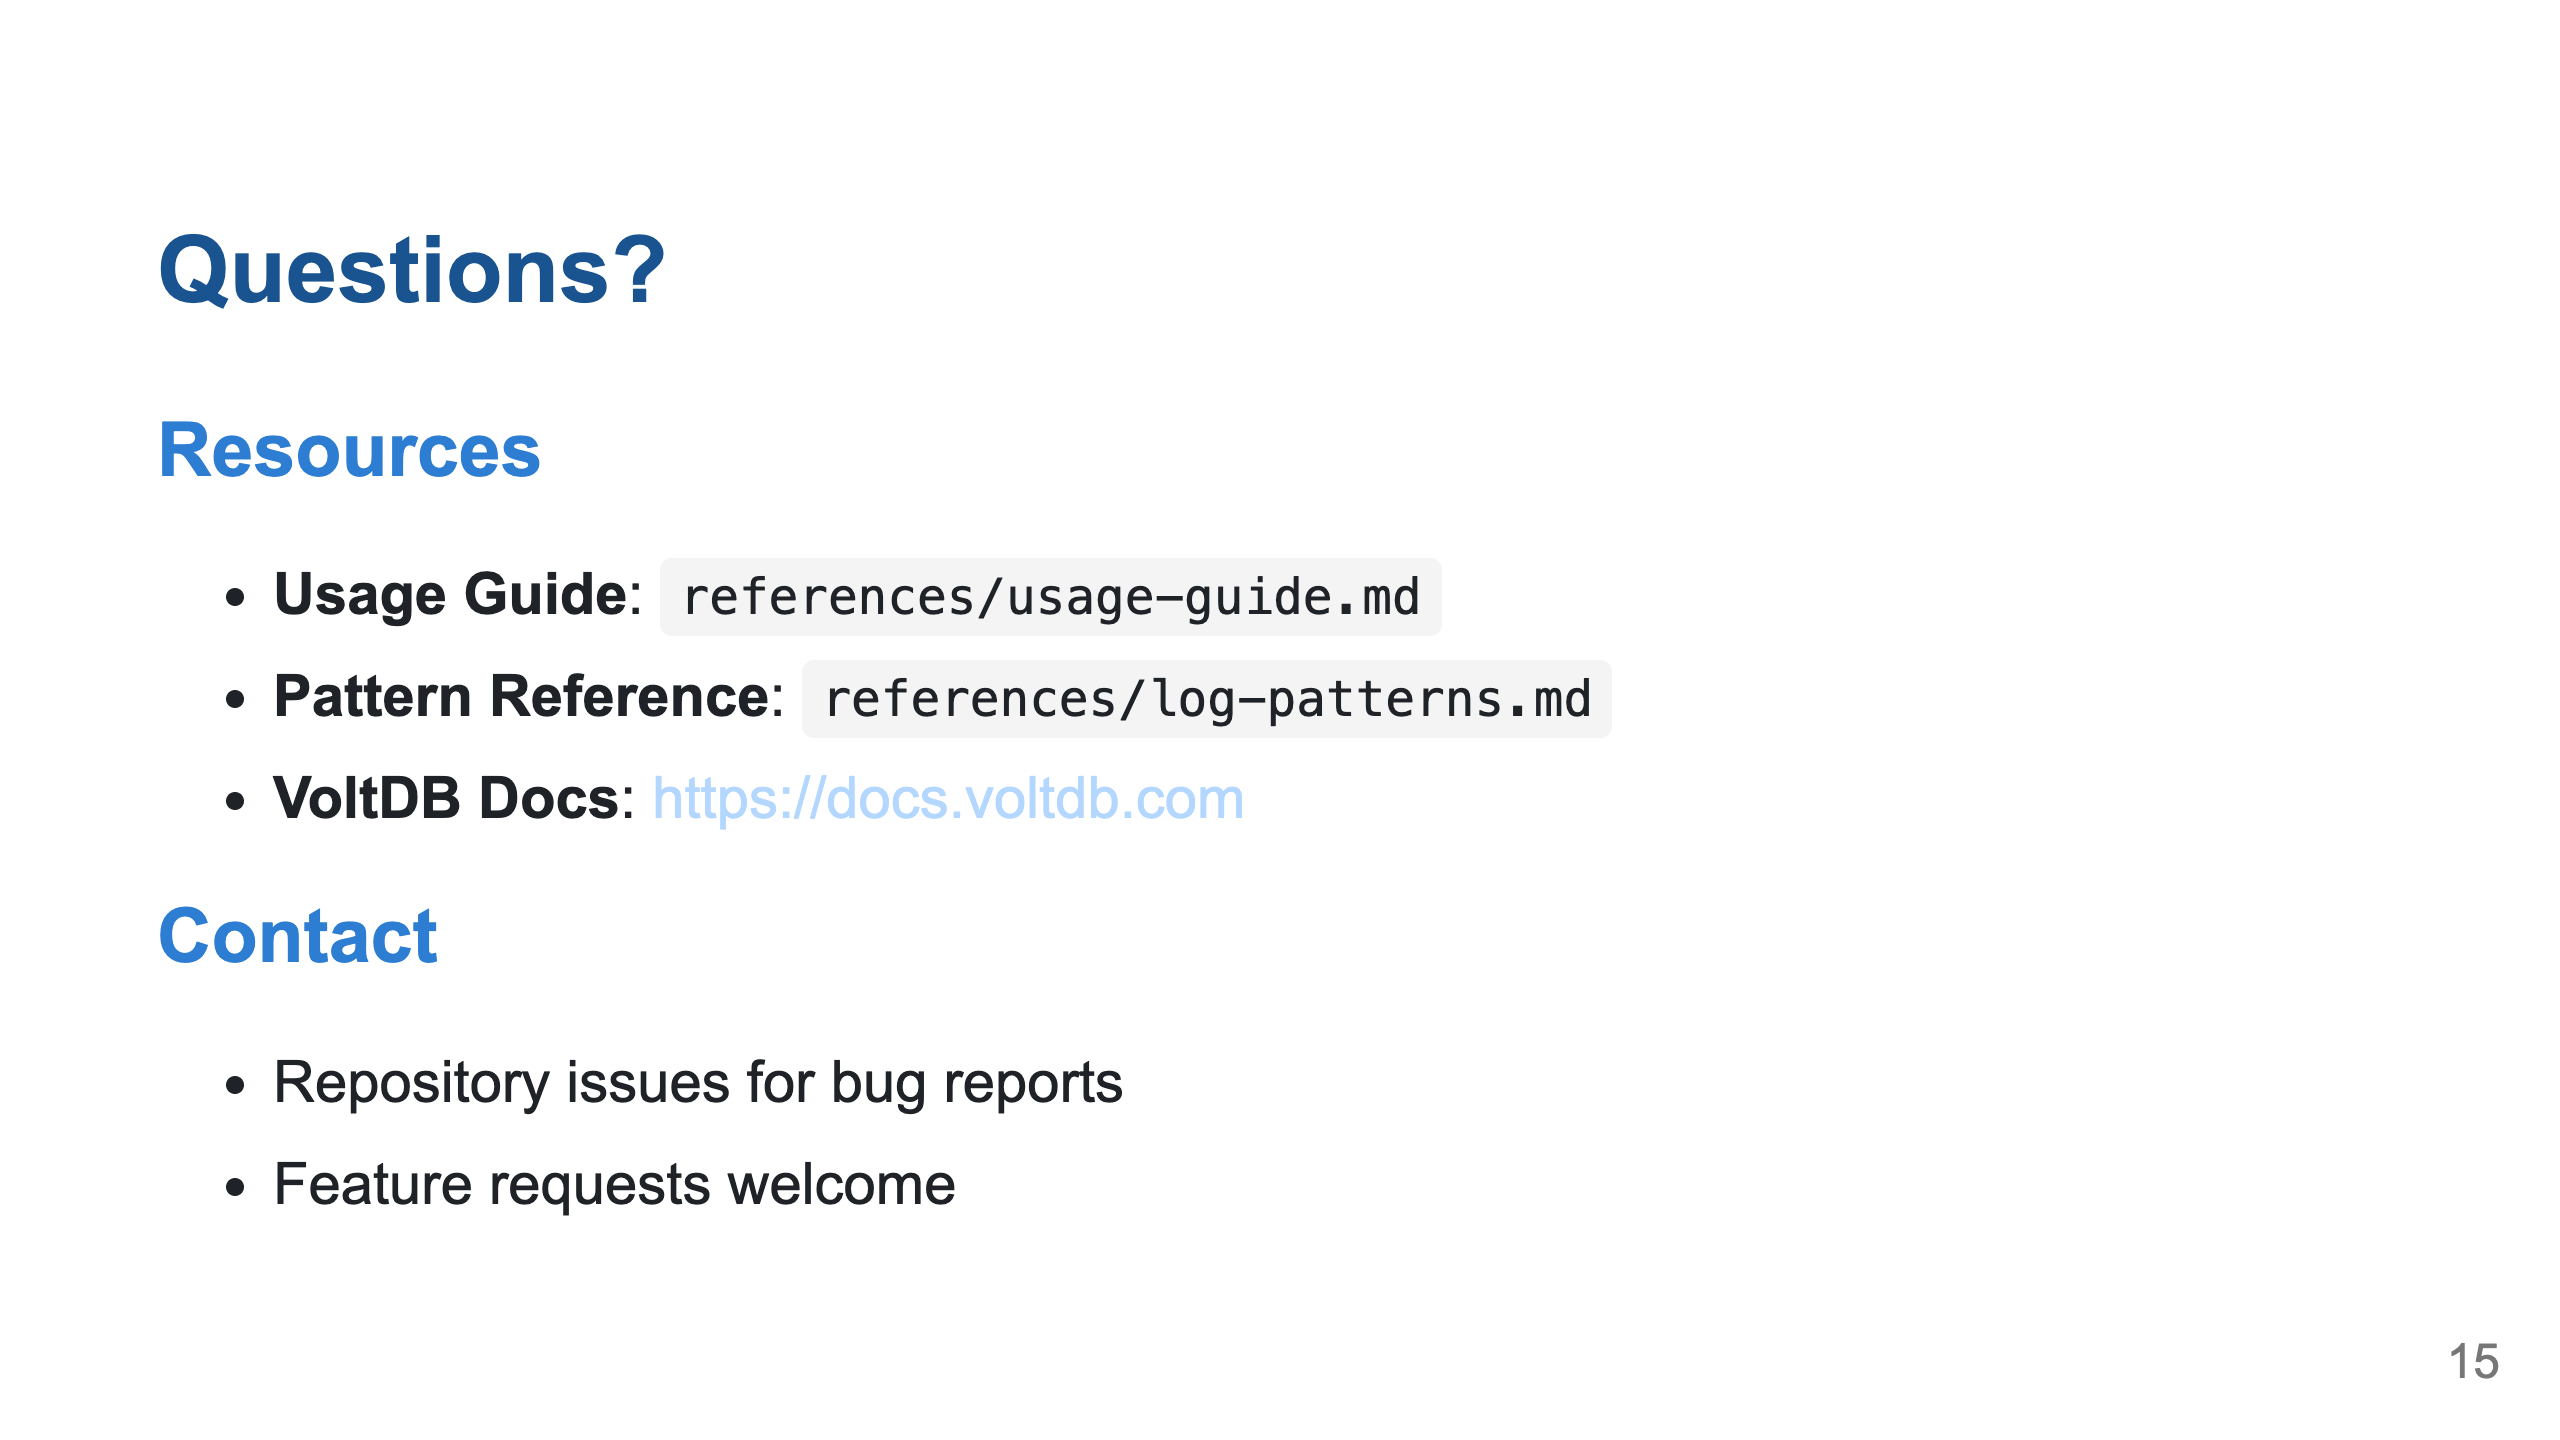 Questions?
Resources
• Usage Guide: references/usage-guide.md
• Pattern Reference: references/log-patterns.md
• VoltDB Docs: https://docs.voltdb.com
Contact
• Repository issues for bug reports
• Feature requests welcome
15